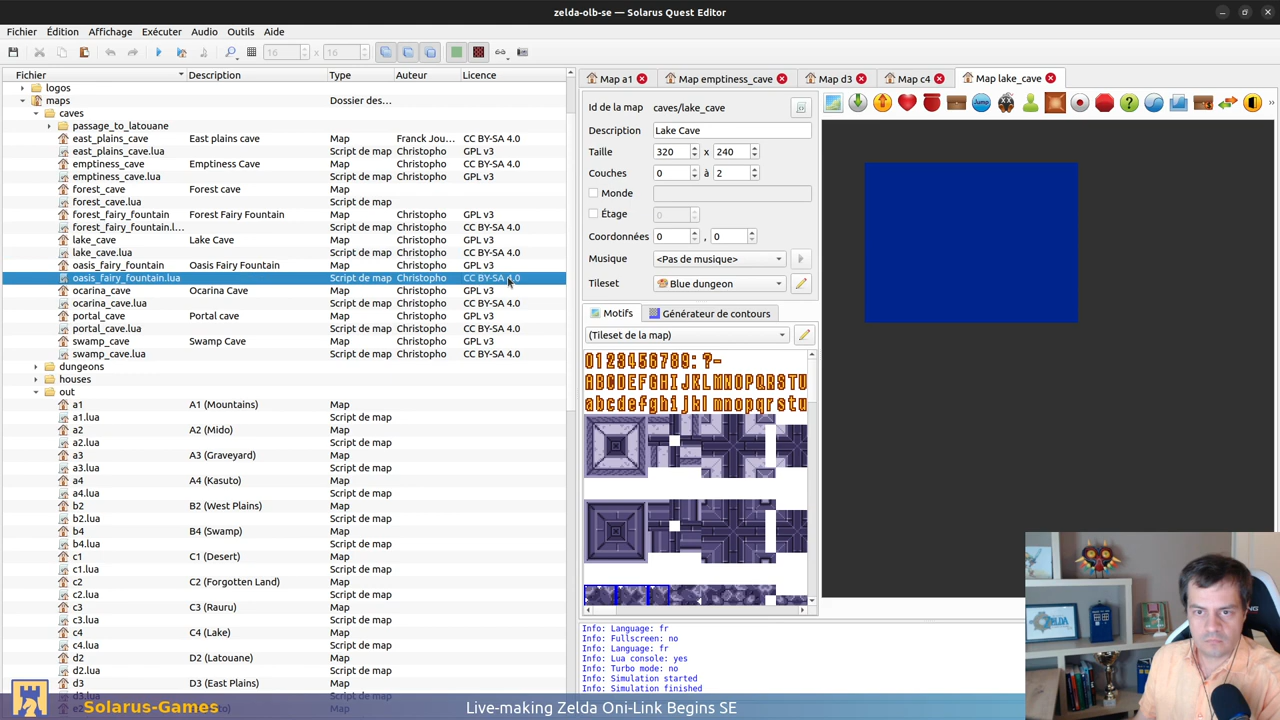 zelda-olb-se — Solarus Quest Editor
Fichier Édition Affichage Exécuter Audio Outils Aide
16 x 16
Fichier Description Type Auteur Licence
logos
maps Dossier des...
caves
passage_to_latouane
east_plains_cave East plains cave Map Franck Jou... CC BY-SA 4.0
east_plains_cave.lua Script de map Christopho GPL v3
emptiness_cave Emptiness Cave Map Christopho CC BY-SA 4.0
emptiness_cave.lua Script de map Christopho GPL v3
forest_cave Forest cave Map
forest_cave.lua Script de map
forest_fairy_fountain Forest Fairy Fountain Map Christopho GPL v3
forest_fairy_fountain.l... Script de map Christopho CC BY-SA 4.0
lake_cave Lake Cave Map Christopho GPL v3
lake_cave.lua Script de map Christopho CC BY-SA 4.0
oasis_fairy_fountain Oasis Fairy Fountain Map Christopho GPL v3
oasis_fairy_fountain.lua Script de map Christopho CC BY-SA 4.0
ocarina_cave Ocarina Cave Map Christopho GPL v3
ocarina_cave.lua Script de map Christopho CC BY-SA 4.0
portal_cave Portal cave Map Christopho GPL v3
portal_cave.lua Script de map Christopho CC BY-SA 4.0
swamp_cave Swamp Cave Map Christopho GPL v3
swamp_cave.lua Script de map Christopho CC BY-SA 4.0
dungeons
houses
out
a1 A1 (Mountains) Map
a1.lua Script de map
a2 A2 (Mido) Map
a2.lua Script de map
a3 A3 (Graveyard) Map
a3.lua Script de map
a4 A4 (Kasuto) Map
a4.lua Script de map
b2 B2 (West Plains) Map
b2.lua Script de map
b4 B4 (Swamp) Map
b4.lua Script de map
c1 C1 (Desert) Map
c1.lua Script de map
c2 C2 (Forgotten Land) Map
c2.lua Script de map
c3 C3 (Rauru) Map
c3.lua Script de map
c4 C4 (Lake) Map
c4.lua Script de map
d2 D2 (Latouane) Map
d2.lua Script de map
d3 D3 (East Plains) Map
Map a1 Map emptiness_cave Map d3 Map c4 Map lake_cave
Jump
Id de la map caves/lake_cave
Description Lake Cave
Taille 320 x 240
Couches 0 à 2
Monde
Étage 0
Coordonnées 0 , 0
Musique <Pas de musique>
Tileset Blue dungeon
Motifs Générateur de contours
(Tileset de la map)
0123456789:?-
ABCDEFGHIJKLMNOPQRSTU
abcdefghijklmnopqrstu
Info: Language: fr
Info: Fullscreen: no
Info: Language: fr
Info: Lua console: yes
Info: Turbo mode: no
Info: Simulation started
Info: Simulation finished
Solarus-Games Live-making Zelda Oni-Link Begins SE